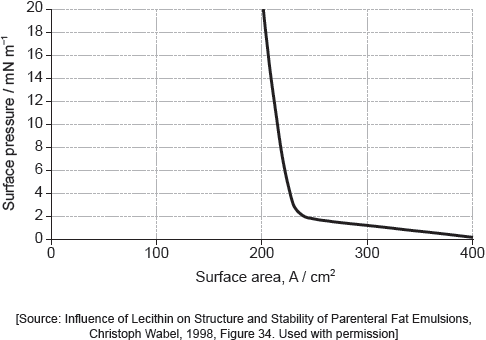 20
18
16
14
12
10
8
6
4
2
0
Surface pressure / mN m⁻¹
0 100 200 300 400
Surface area, A / cm²
[Source: Influence of Lecithin on Structure and Stability of Parenteral Fat Emulsions,
Christoph Wabel, 1998, Figure 34. Used with permission]